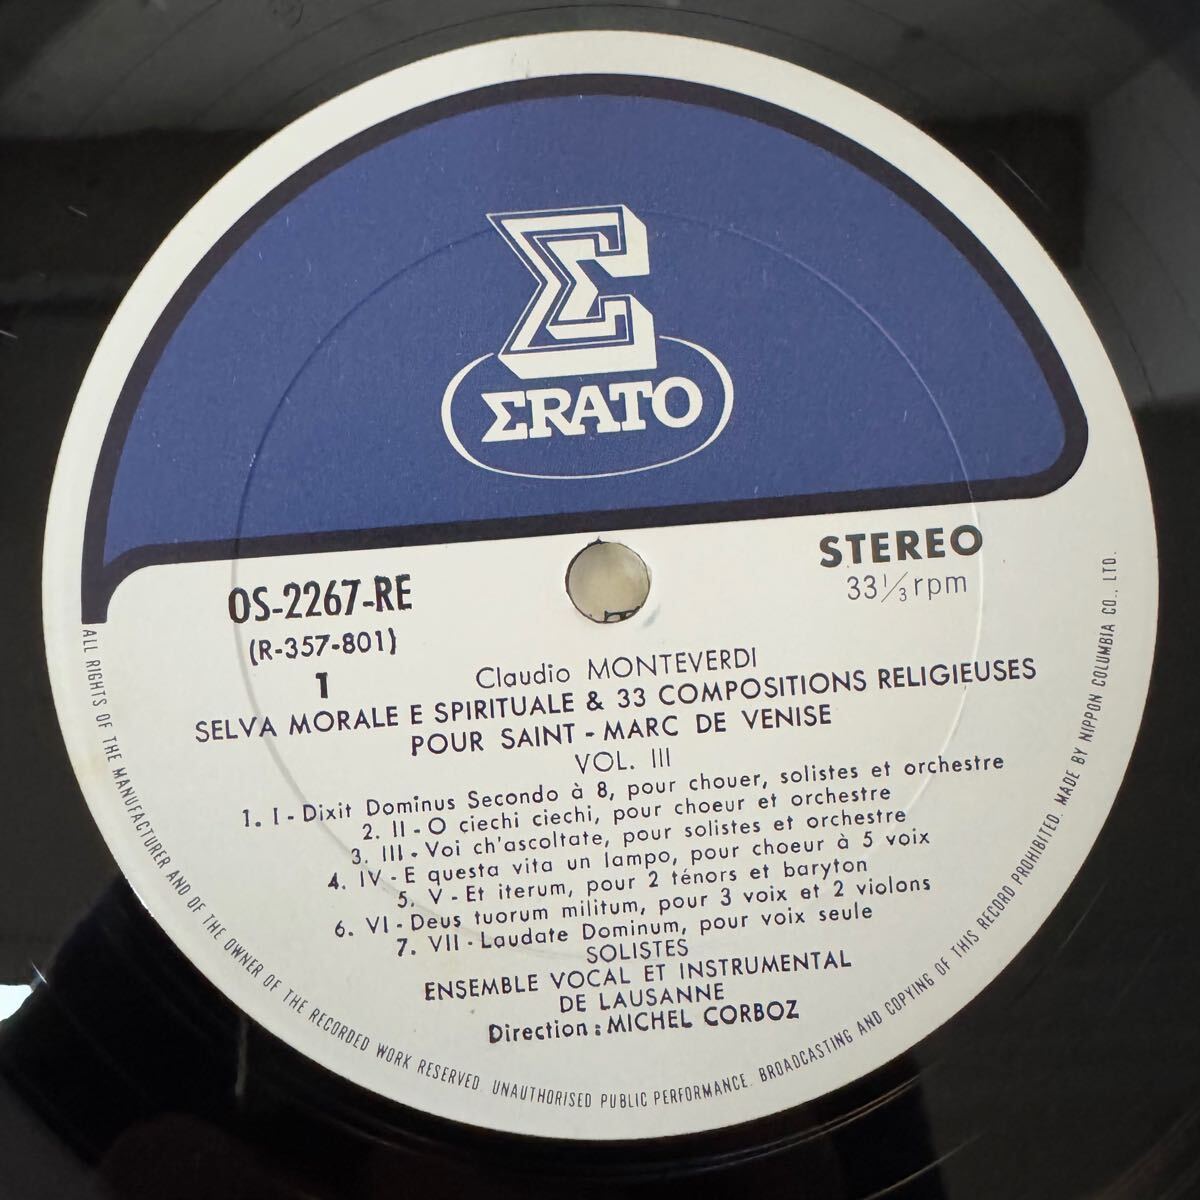 Σ
ΣRATO
STEREO
33 1/3 rpm
OS-2267-RE
(R-357-801)
1
Claudio MONTEVERDI
SELVA MORALE E SPIRITUALE & 33 COMPOSITIONS RELIGIEUSES
POUR SAINT - MARC DE VENISE
VOL. III
1. I - Dixit Dominus Secondo à 8, pour chouer, solistes et orchestre
2. II - O ciechi ciechi, pour choeur et orchestre
3. III - Voi ch'ascoltate, pour solistes et orchestre
4. IV - E questa vita un lampo, pour choeur à 5 voix
5. V - Et iterum, pour 2 ténors et baryton
6. VI - Deus tuorum militum, pour 3 voix et 2 violons
7. VII - Laudate Dominum, pour voix seule
SOLISTES
ENSEMBLE VOCAL ET INSTRUMENTAL
DE LAUSANNE
Direction : MICHEL CORBOZ
ALL RIGHTS OF THE MANUFACTURER AND OF THE OWNER OF THE RECORDED WORK RESERVED. UNAUTHORISED PUBLIC PERFORMANCE. BROADCASTING AND COPYING OF THIS RECORD PROHIBITED. MADE BY NIPPON COLUMBIA CO., LTD.